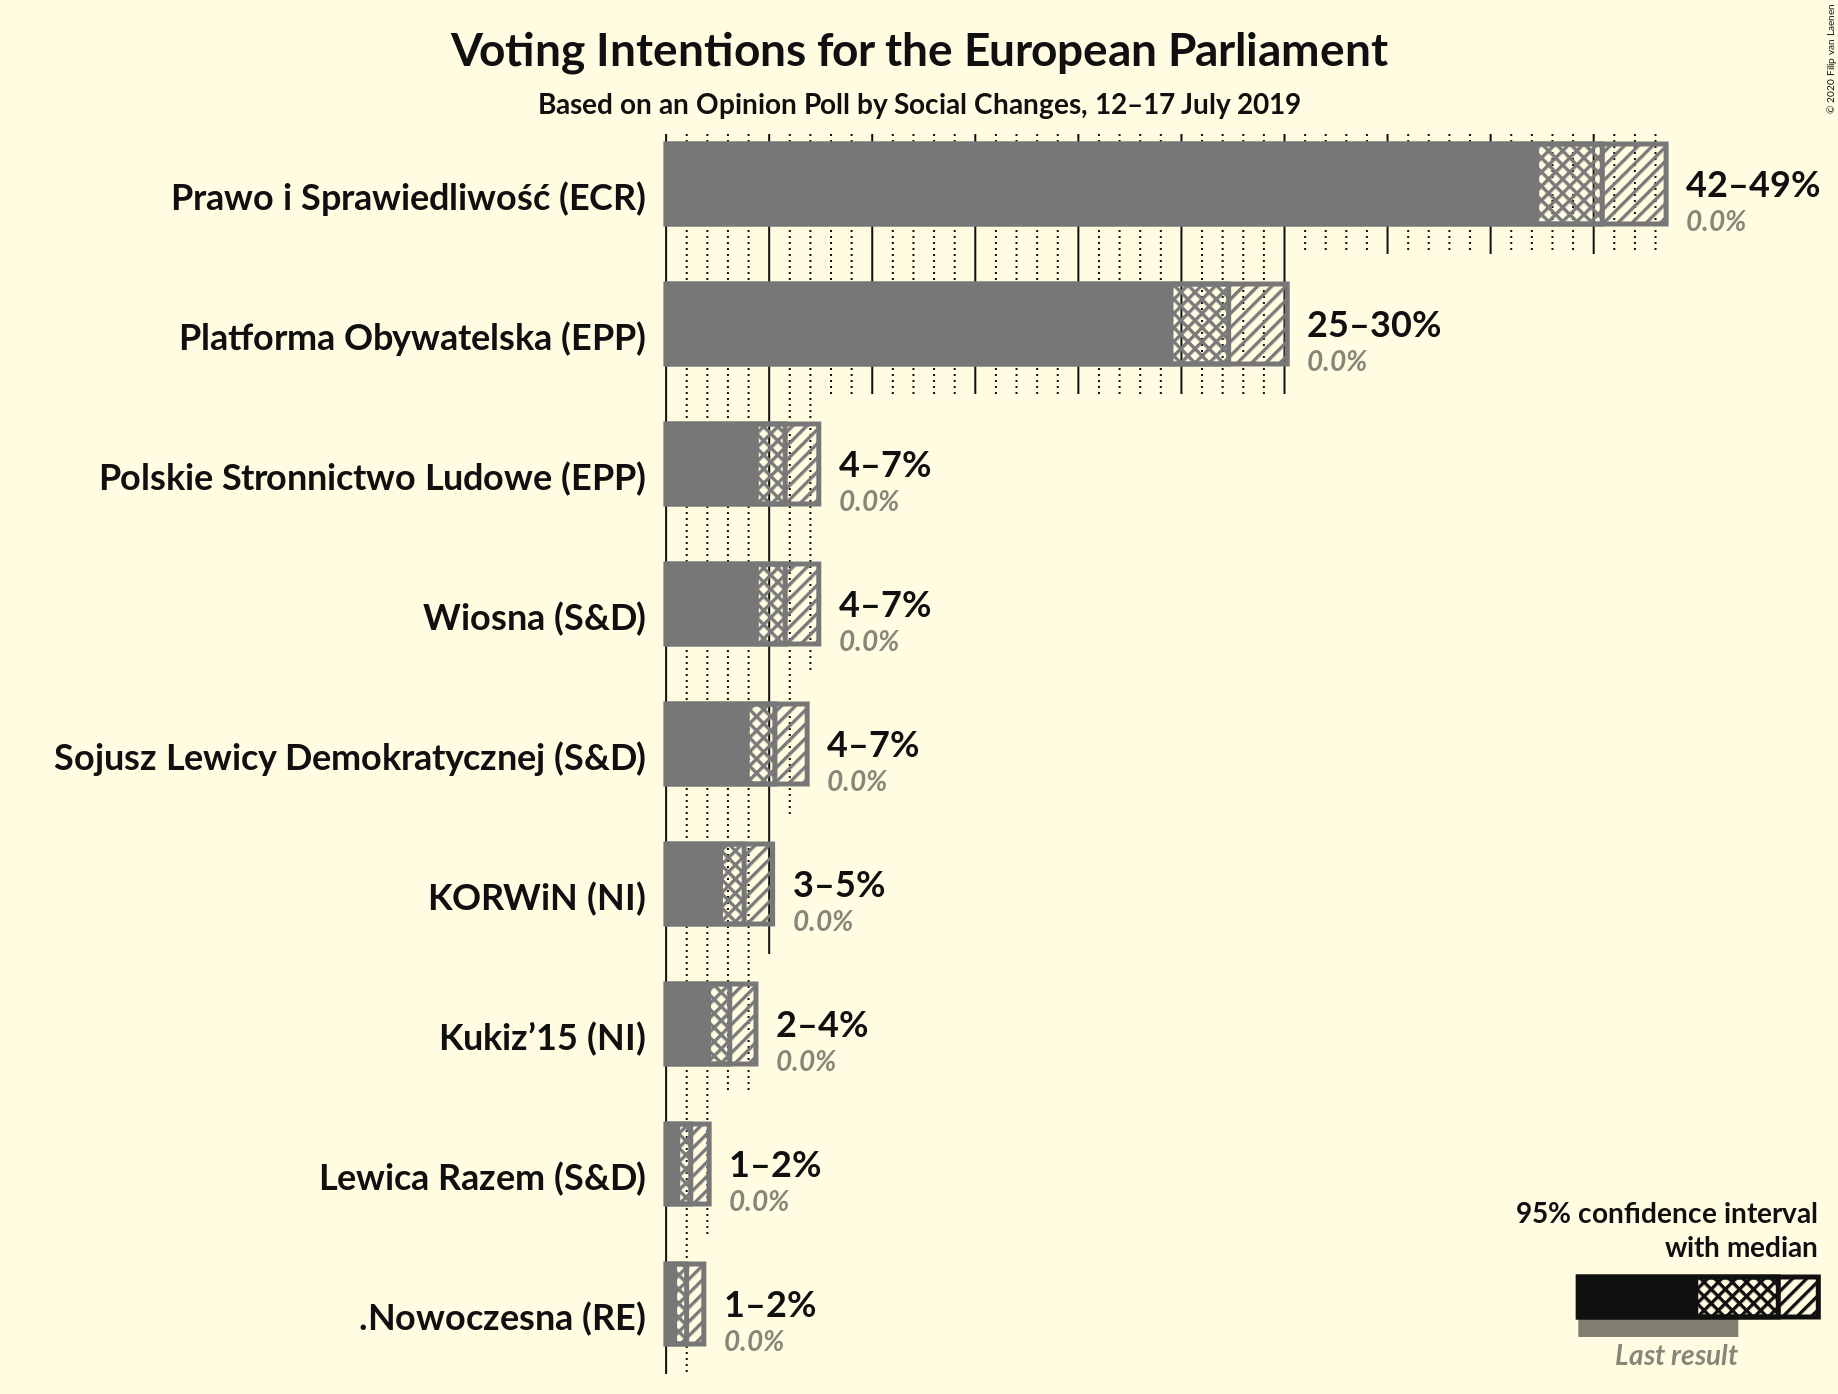 Voting Intentions for the European Parliament
Based on an Opinion Poll by Social Changes, 12–17 July 2019
© 2020 Filip van Laenen
Prawo i Sprawiedliwość (ECR)
42–49%
0.0%
Platforma Obywatelska (EPP)
25–30%
0.0%
Polskie Stronnictwo Ludowe (EPP)
4–7%
0.0%
Wiosna (S&D)
4–7%
0.0%
Sojusz Lewicy Demokratycznej (S&D)
4–7%
0.0%
KORWiN (NI)
3–5%
0.0%
Kukiz’15 (NI)
2–4%
0.0%
Lewica Razem (S&D)
1–2%
0.0%
.Nowoczesna (RE)
1–2%
0.0%
95% confidence interval
with median
Last result